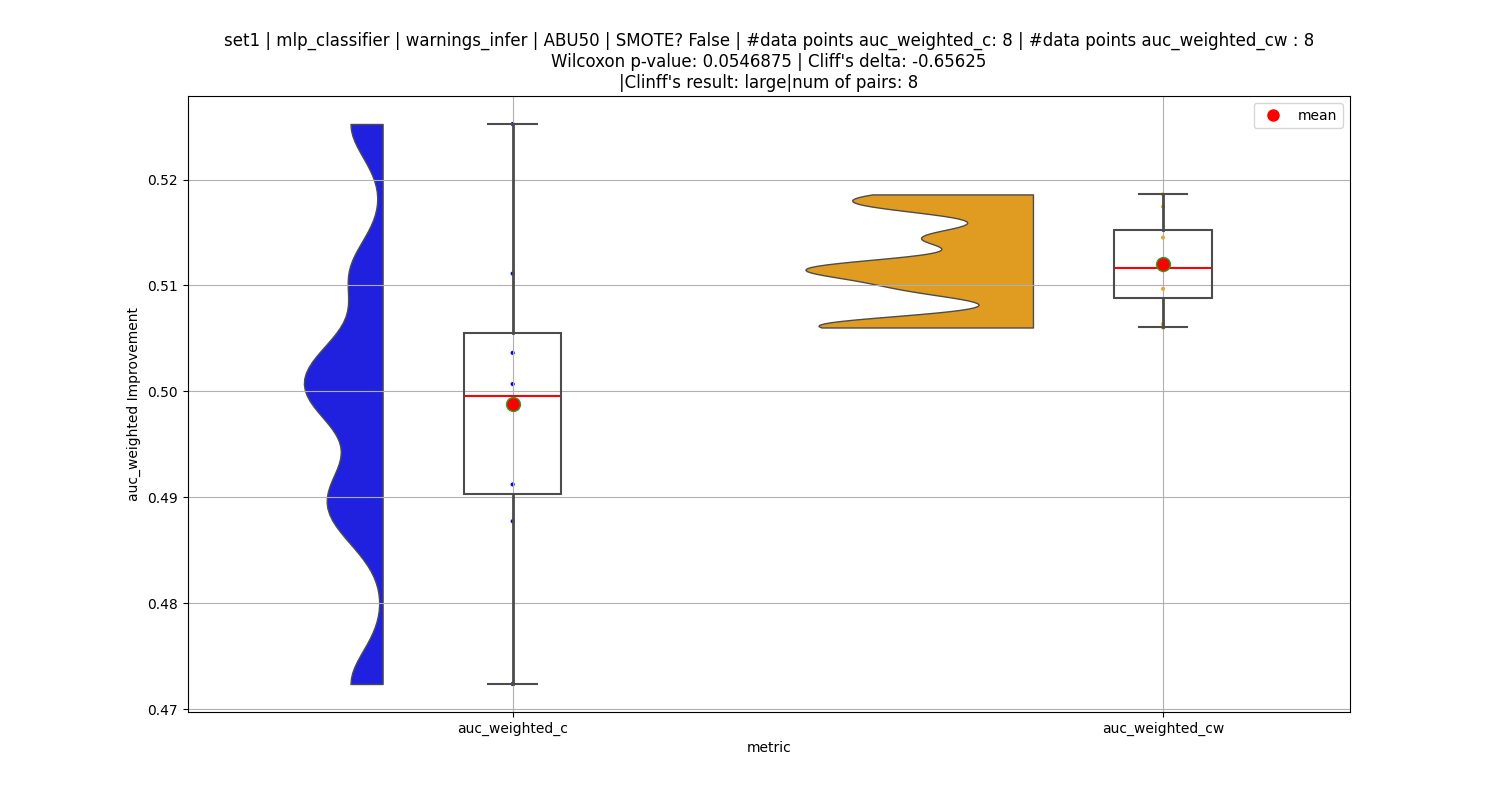 set1 | mlp_classifier | warnings_infer | ABU50 | SMOTE? False | #data points auc_weighted_c: 8 | #data points auc_weighted_cw : 8
Wilcoxon p-value: 0.0546875 | Cliff's delta: -0.65625
|Clinff's result: large|num of pairs: 8
mean
0.52
0.51
0.50
0.49
0.48
0.47
auc_weighted Improvement
auc_weighted_c
auc_weighted_cw
metric